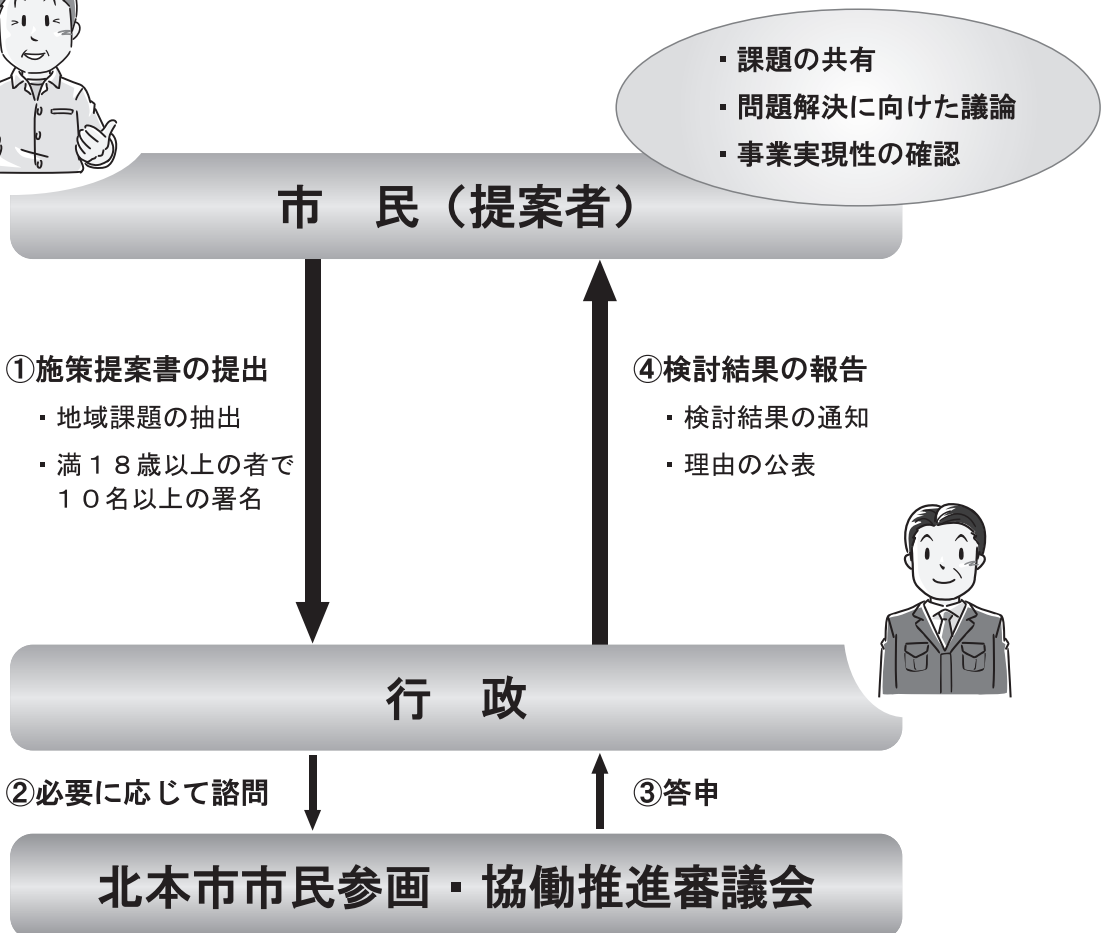 ・課題の共有
・問題解決に向けた議論
・事業実現性の確認
市　民（提案者）
①施策提案書の提出
・地域課題の抽出
・満１８歳以上の者で
１０名以上の署名
④検討結果の報告
・検討結果の通知
・理由の公表
行　政
②必要に応じて諮問
③答申
北本市市民参画・協働推進審議会